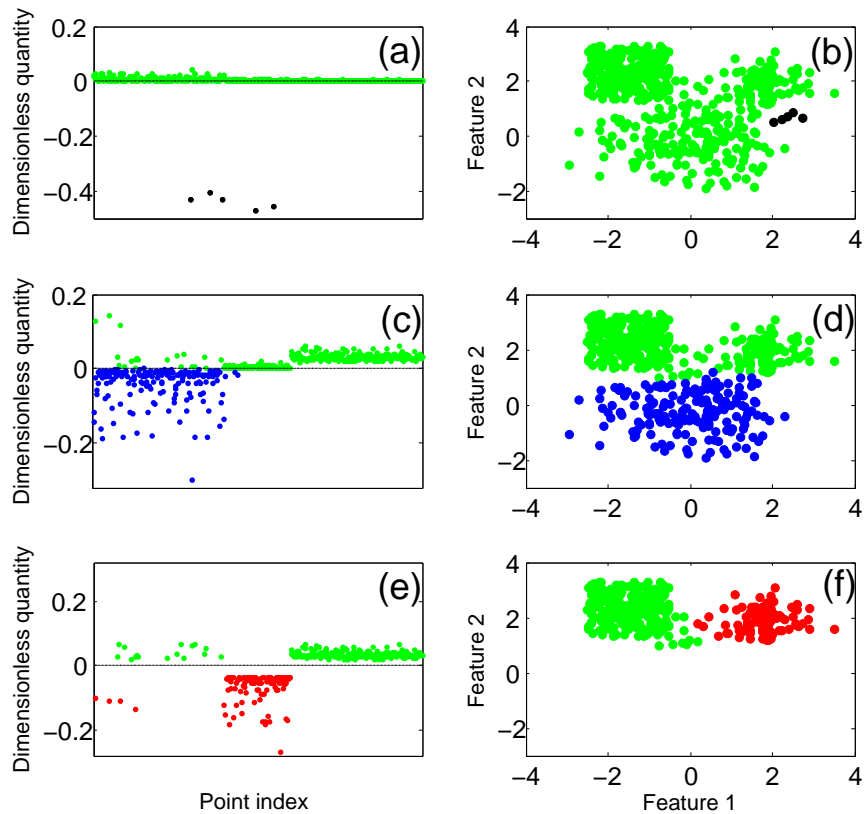 Dimensionless quantity
0.2
0
−0.2
−0.4
(a)
Feature 2
4
2
0
−2
−4 −2 0 2 4
(b)
Dimensionless quantity
0.2
0
−0.2
(c)
Feature 2
4
2
0
−2
−4 −2 0 2 4
(d)
Dimensionless quantity
0.2
0
−0.2
(e)
Point index
Feature 2
4
2
0
−2
−4 −2 0 2 4
(f)
Feature 1